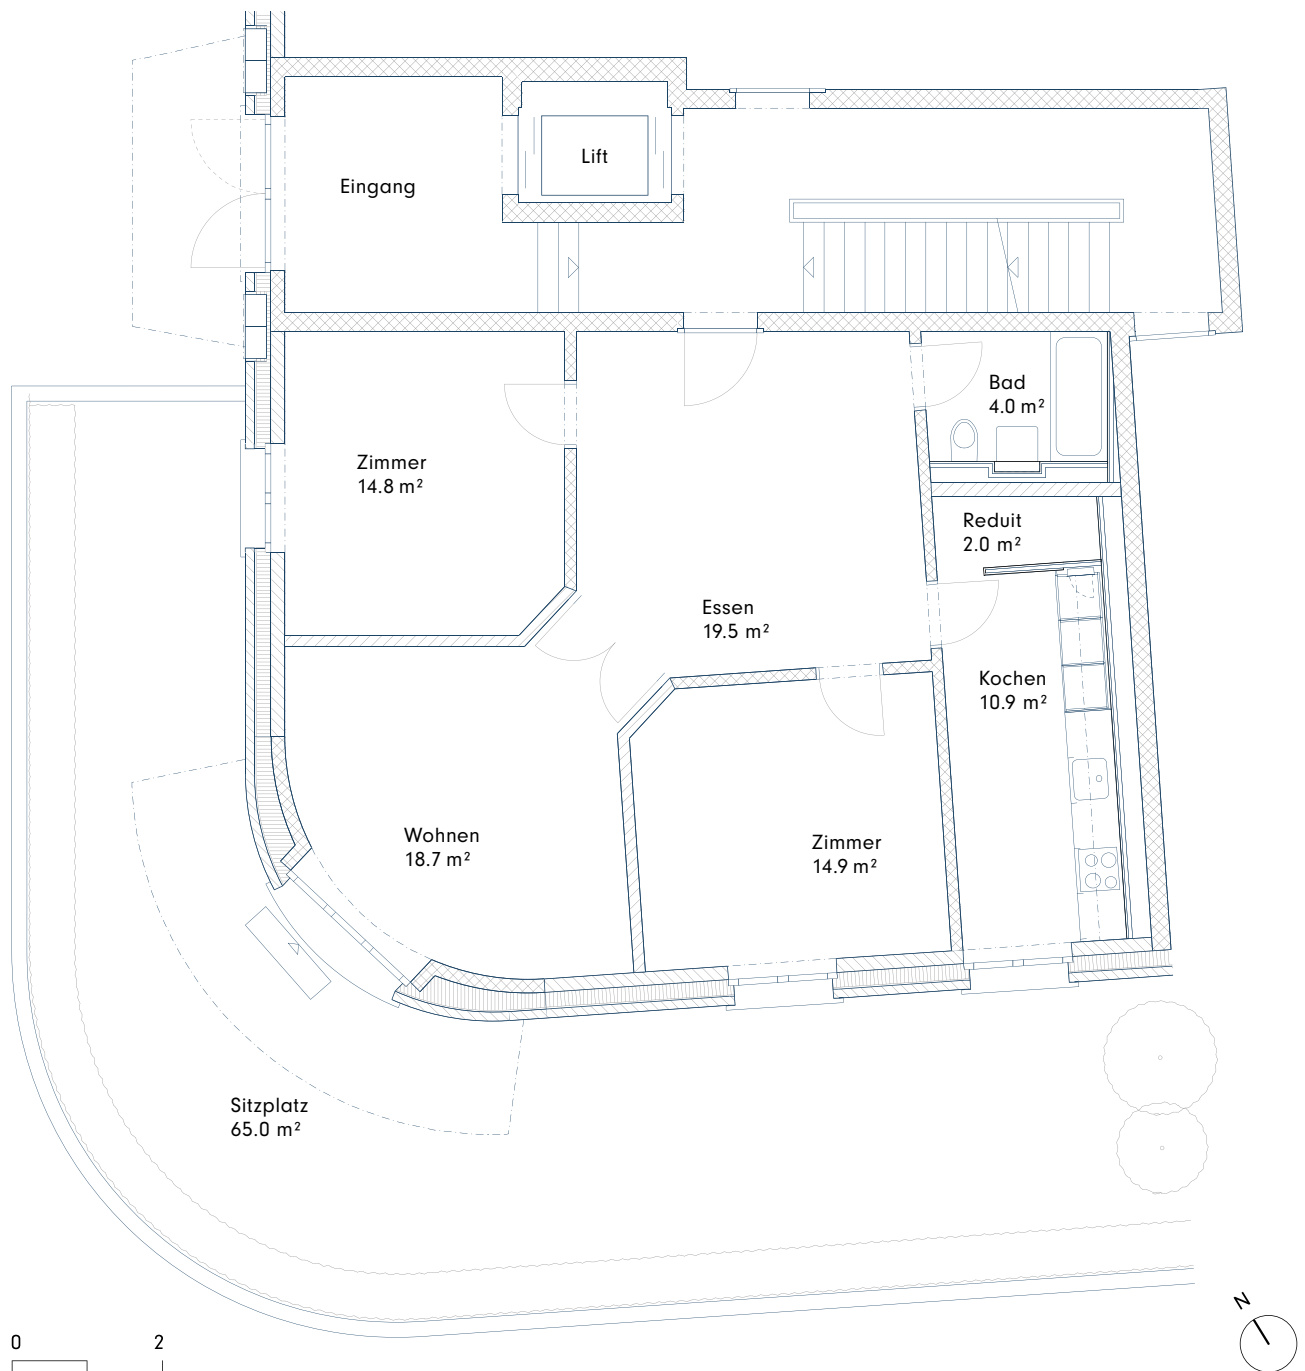 Lift
Eingang
Bad
4.0 m²
Zimmer
14.8 m²
Reduit
2.0 m²
Essen
19.5 m²
Kochen
10.9 m²
Wohnen
18.7 m²
Zimmer
14.9 m²
Sitzplatz
65.0 m²
N
0 2